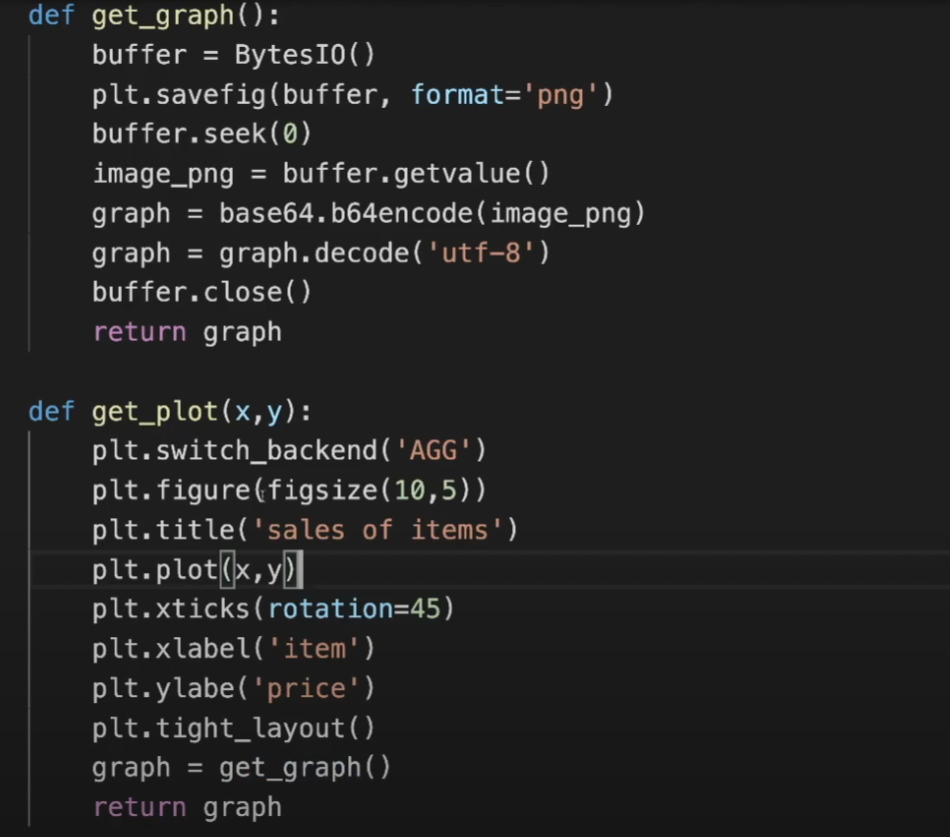 def get_graph():
    buffer = BytesIO()
    plt.savefig(buffer, format='png')
    buffer.seek(0)
    image_png = buffer.getvalue()
    graph = base64.b64encode(image_png)
    graph = graph.decode('utf-8')
    buffer.close()
    return graph

def get_plot(x,y):
    plt.switch_backend('AGG')
    plt.figure(figsize(10,5))
    plt.title('sales of items')
    plt.plot(x,y)
    plt.xticks(rotation=45)
    plt.xlabel('item')
    plt.ylabe('price')
    plt.tight_layout()
    graph = get_graph()
    return graph